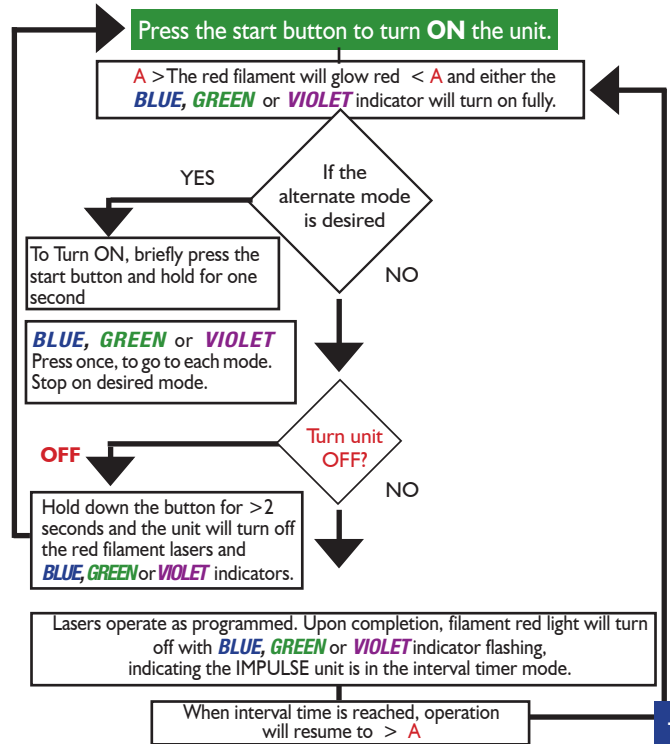 Press the start button to turn ON the unit.
A > The red filament will glow red < A and either the
BLUE, GREEN or VIOLET indicator will turn on fully.
If the
alternate mode
is desired
YES
To Turn ON, briefly press the
start button and hold for one
second
NO
BLUE, GREEN or VIOLET
Press once, to go to each mode.
Stop on desired mode.
Turn unit
OFF?
OFF
NO
Hold down the button for >2
seconds and the unit will turn off
the red filament lasers and
BLUE, GREEN or VIOLET indicators.
Lasers operate as programmed. Upon completion, filament red light will turn
off with BLUE, GREEN or VIOLET indicator flashing,
indicating the IMPULSE unit is in the interval timer mode.
When interval time is reached, operation
will resume to > A